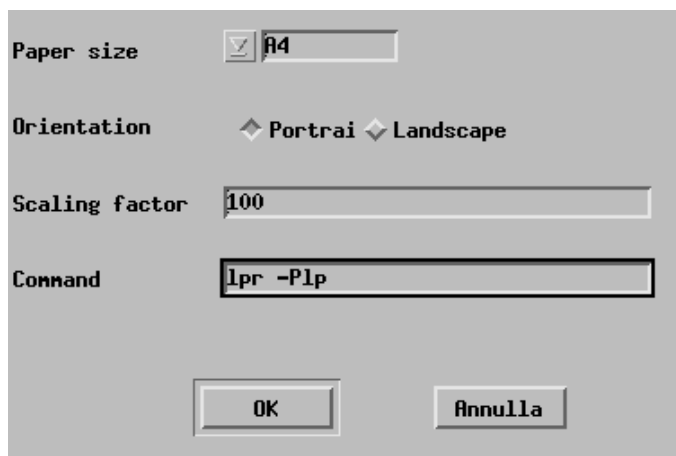 Paper size A4
Orientation Portrai Landscape
Scaling factor 100
Command lpr -Plp
OK Annulla